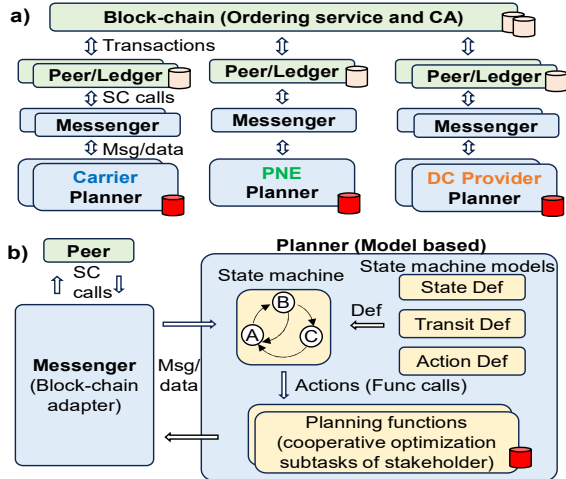 a)
Block-chain (Ordering service and CA)
Transactions
Peer/Ledger
Peer/Ledger
Peer/Ledger
SC calls
Messenger
Messenger
Messenger
Msg/data
Carrier
Planner
PNE
Planner
DC Provider
Planner
b)
Peer
SC
calls
Messenger
(Block-chain
adapter)
Msg/
data
Planner (Model based)
State machine
A
B
C
State machine models
State Def
Transit Def
Action Def
Def
Actions (Func calls)
Planning functions
(cooperative optimization
subtasks of stakeholder)